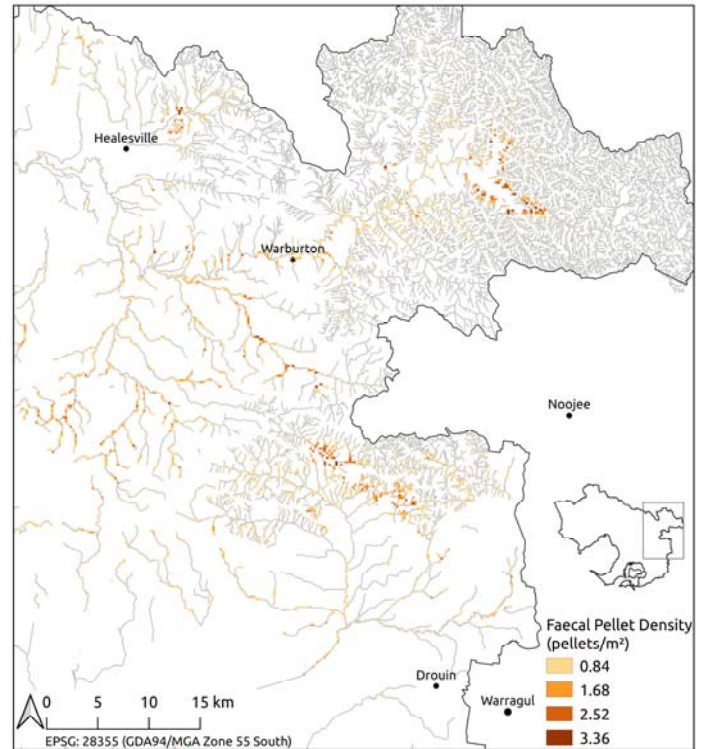 Healesville
Warburton
Noojee
Faecal Pellet Density
(pellets/m²)
0.84
1.68
2.52
3.36
Drouin
Warragul
0 5 10 15 km
EPSG: 28355 (GDA94/MGA Zone 55 South)